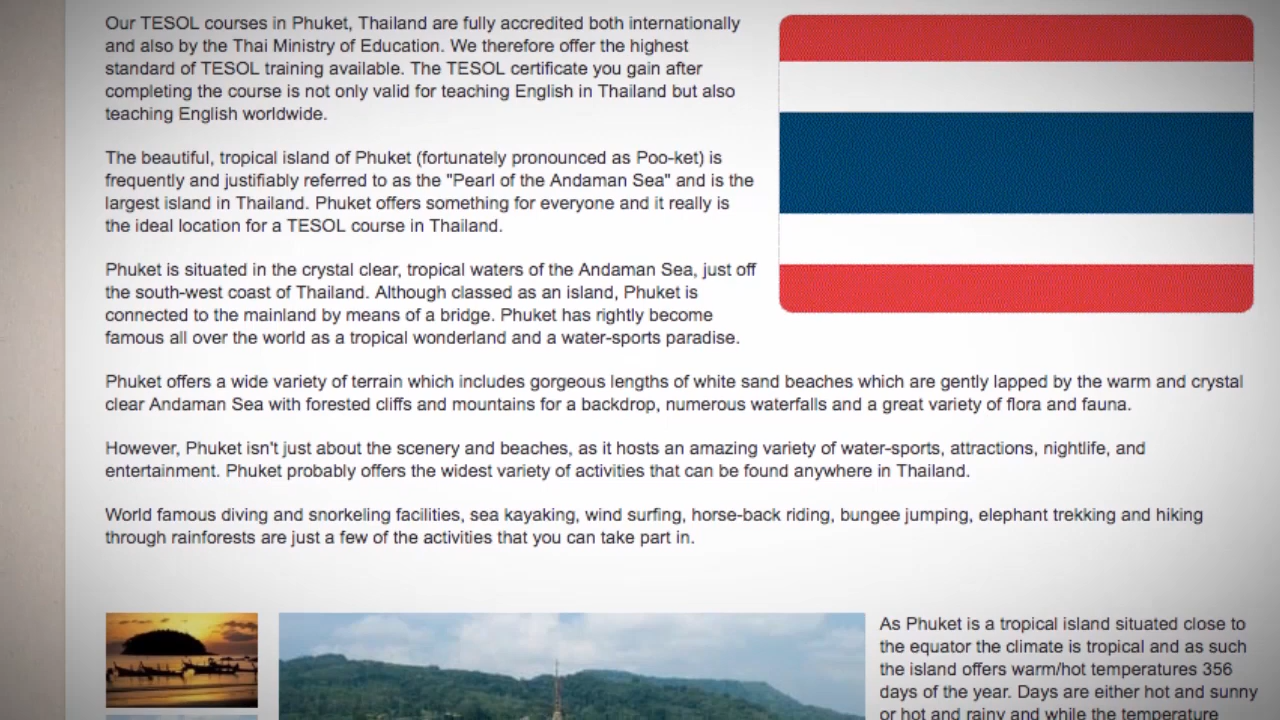 Our TESOL courses in Phuket, Thailand are fully accredited both internationally
and also by the Thai Ministry of Education. We therefore offer the highest
standard of TESOL training available. The TESOL certificate you gain after
completing the course is not only valid for teaching English in Thailand but also
teaching English worldwide.
The beautiful, tropical island of Phuket (fortunately pronounced as Poo-ket) is
frequently and justifiably referred to as the "Pearl of the Andaman Sea" and is the
largest island in Thailand. Phuket offers something for everyone and it really is
the ideal location for a TESOL course in Thailand.
Phuket is situated in the crystal clear, tropical waters of the Andaman Sea, just off
the south-west coast of Thailand. Although classed as an island, Phuket is
connected to the mainland by means of a bridge. Phuket has rightly become
famous all over the world as a tropical wonderland and a water-sports paradise.
Phuket offers a wide variety of terrain which includes gorgeous lengths of white sand beaches which are gently lapped by the warm and crystal
clear Andaman Sea with forested cliffs and mountains for a backdrop, numerous waterfalls and a great variety of flora and fauna.
However, Phuket isn't just about the scenery and beaches, as it hosts an amazing variety of water-sports, attractions, nightlife, and
entertainment. Phuket probably offers the widest variety of activities that can be found anywhere in Thailand.
World famous diving and snorkeling facilities, sea kayaking, wind surfing, horse-back riding, bungee jumping, elephant trekking and hiking
through rainforests are just a few of the activities that you can take part in.
As Phuket is a tropical island situated close to
the equator the climate is tropical and as such
the island offers warm/hot temperatures 356
days of the year. Days are either hot and sunny
or hot and rainy and while the temperature